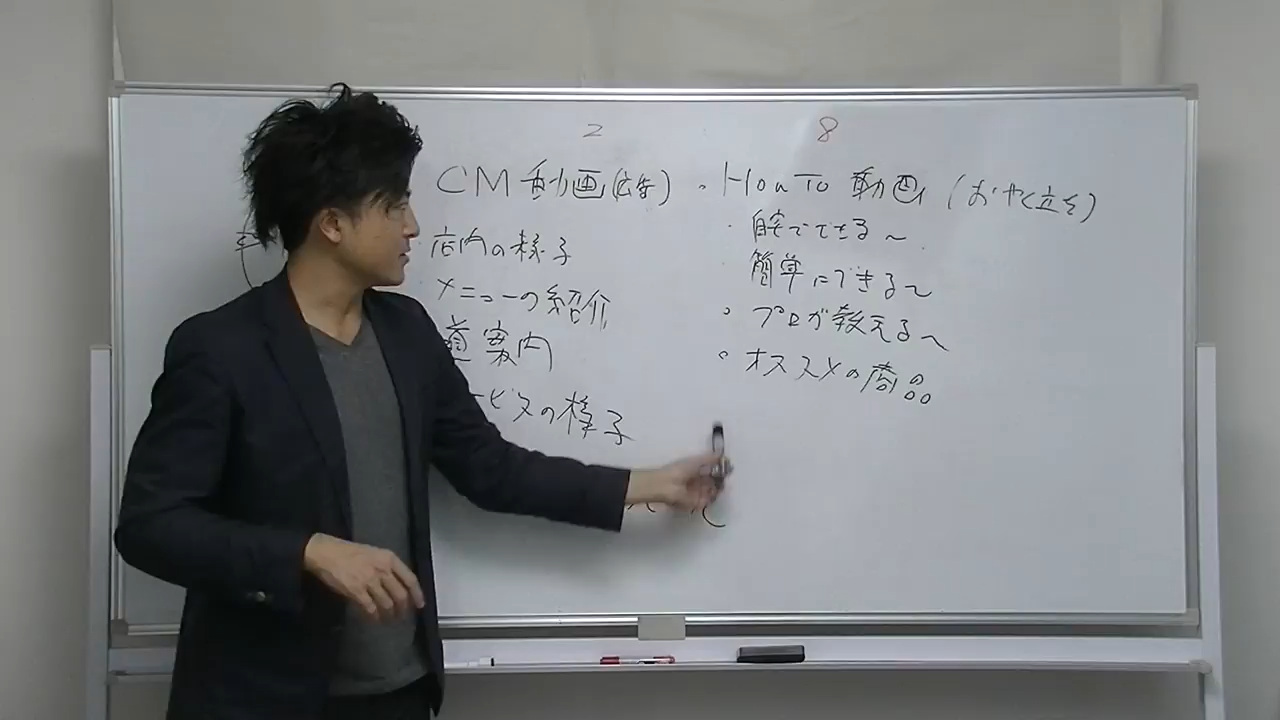 2
8
CM動画(広告)
・HowTo 動画 (お役立ち)
店内の様子
・自宅でできる〜
メニューの紹介
・簡単にできる〜
道案内
・プロが教える〜
ービスの様子
・オススメの商品